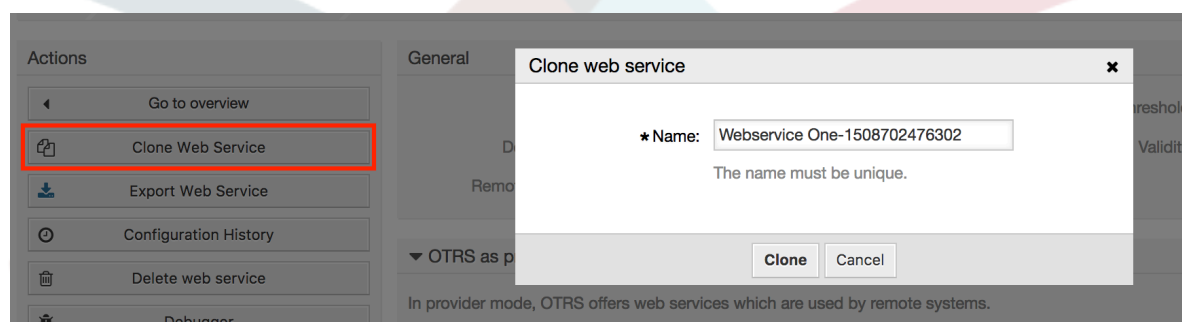 Actions
Go to overview
Clone Web Service
Export Web Service
Configuration History
Delete web service
Debugger
General
Clone web service
*Name: Webservice One-1508702476302
The name must be unique.
Clone Cancel
OTRS as p
In provider mode, OTRS offers web services which are used by remote systems.